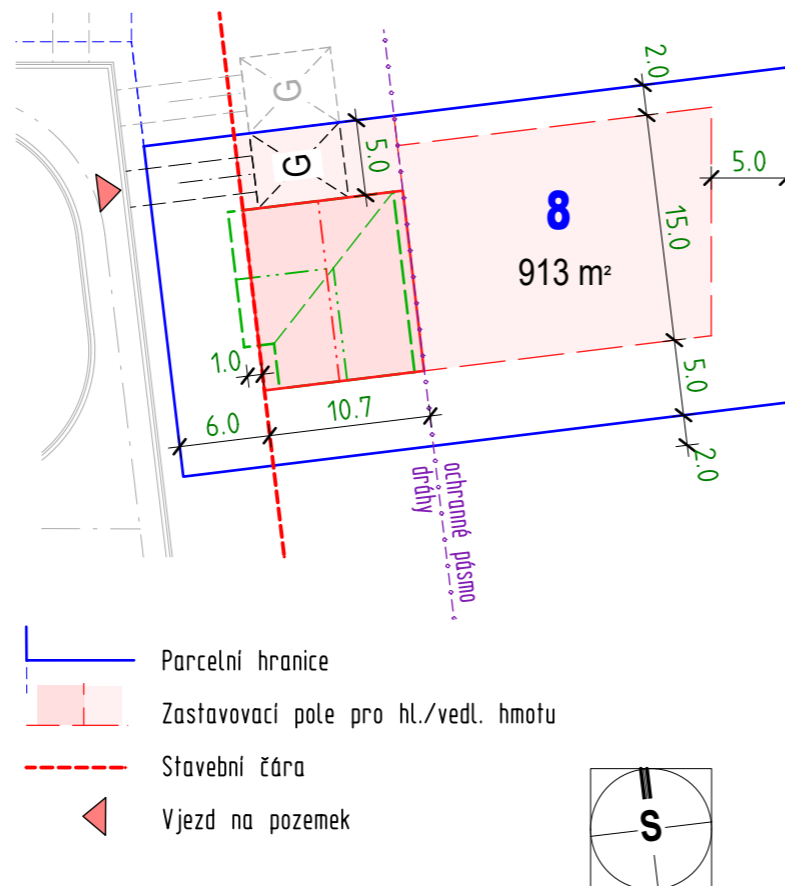 G
G
2.0
5.0
5.0
8
913 m²
15.0
1.0
6.0
10.7
5.0
2.0
ochranné pásmo
dráhy
Parcelní hranice
Zastavovací pole pro hl./vedl. hmotu
Stavební čára
Vjezd na pozemek
S